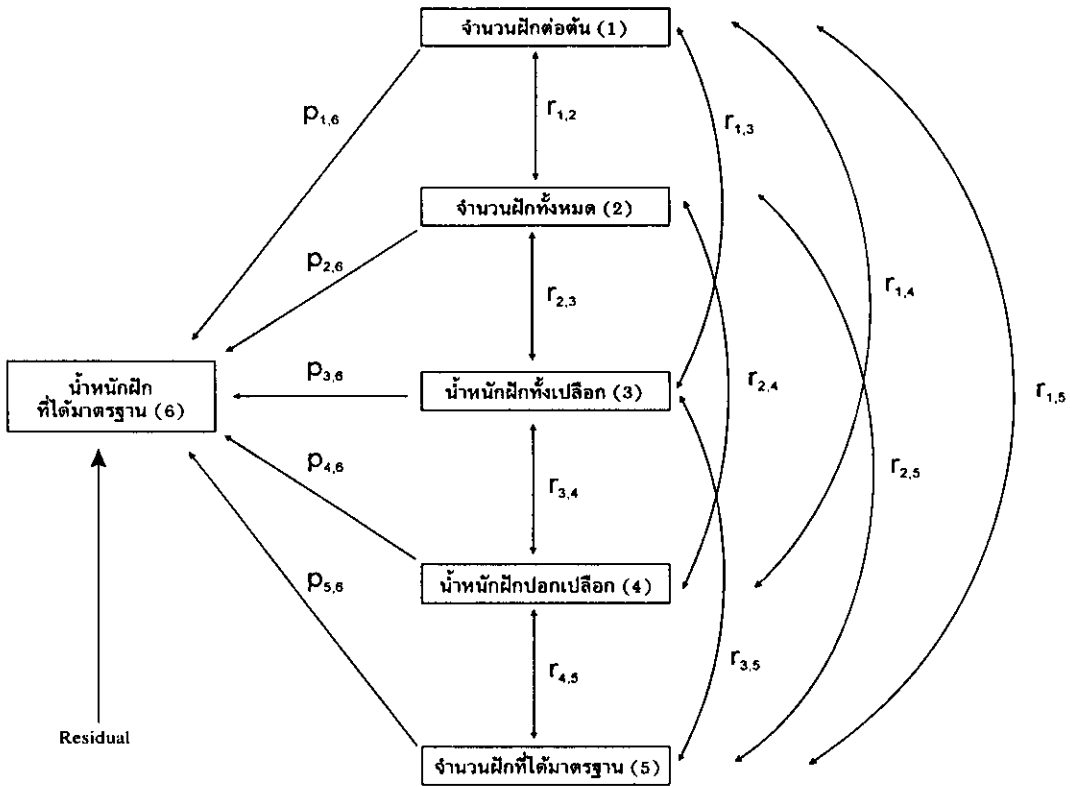 จำนวนฝักต่อต้น (1)
p1,6
r1,2
r1,3
จำนวนฝักทั้งหมด (2)
p2,6
r2,3
r1,4
น้ำหนักฝัก
ที่ได้มาตรฐาน (6)
p3,6
น้ำหนักฝักทั้งเปลือก (3)
r2,4
r1,5
p4,6
r3,4
r2,5
น้ำหนักฝักปอกเปลือก (4)
p5,6
r4,5
r3,5
Residual
จำนวนฝักที่ได้มาตรฐาน (5)